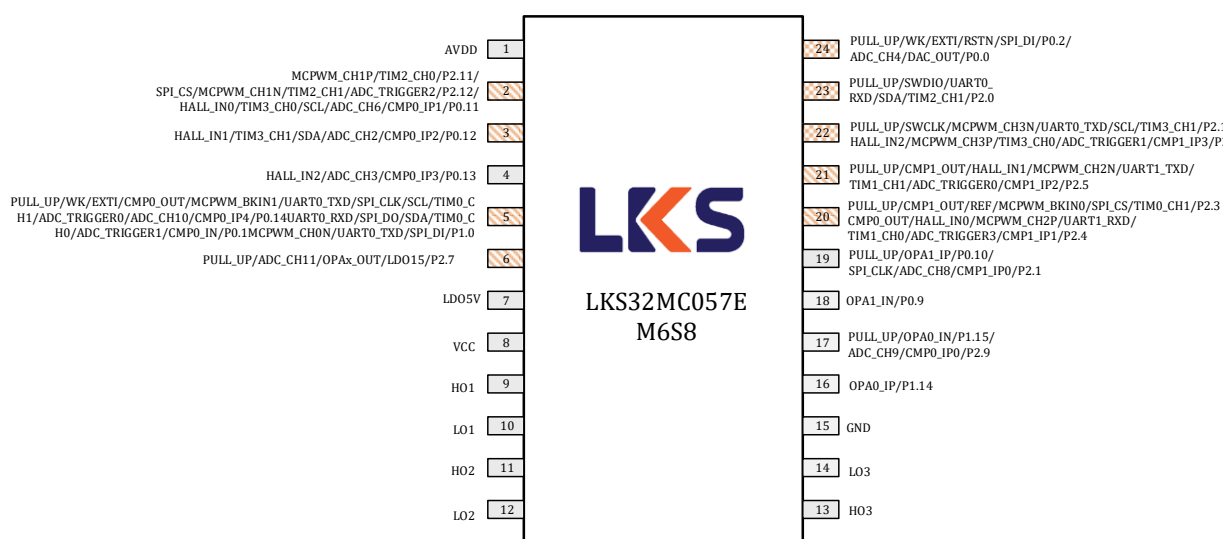 AVDD
1
MCPWM_CH1P/TIM2_CH0/P2.11/
SPI_CS/MCPWM_CH1N/TIM2_CH1/ADC_TRIGGER2/P2.12/
HALL_IN0/TIM3_CH0/SCL/ADC_CH6/CMP0_IP1/P0.11
2
HALL_IN1/TIM3_CH1/SDA/ADC_CH2/CMP0_IP2/P0.12
3
HALL_IN2/ADC_CH3/CMP0_IP3/P0.13
4
PULL_UP/WK/EXTI/CMP0_OUT/MCPWM_BKIN1/UART0_TXD/SPI_CLK/SCL/TIM0_C
H1/ADC_TRIGGER0/ADC_CH10/CMP0_IP4/P0.14UART0_RXD/SPI_DO/SDA/TIM0_C
H0/ADC_TRIGGER1/CMP0_IN/P0.1MCPWM_CH0N/UART0_TXD/SPI_DI/P1.0
5
PULL_UP/ADC_CH11/OPAx_OUT/LDO15/P2.7
6
LDO5V
7
VCC
8
HO1
9
LO1
10
HO2
11
LO2
12
LKS
LKS32MC057E
M6S8
24
PULL_UP/WK/EXTI/RSTN/SPI_DI/P0.2/
ADC_CH4/DAC_OUT/P0.0
23
PULL_UP/SWDIO/UART0_
RXD/SDA/TIM2_CH1/P2.0
22
PULL_UP/SWCLK/MCPWM_CH3N/UART0_TXD/SCL/TIM3_CH1/P2.1
HALL_IN2/MCPWM_CH3P/TIM3_CH0/ADC_TRIGGER1/CMP1_IP3/P
21
PULL_UP/CMP1_OUT/HALL_IN1/MCPWM_CH2N/UART1_TXD/
TIM1_CH1/ADC_TRIGGER0/CMP1_IP2/P2.5
20
PULL_UP/CMP1_OUT/REF/MCPWM_BKIN0/SPI_CS/TIM0_CH1/P2.3
CMP0_OUT/HALL_IN0/MCPWM_CH2P/UART1_RXD/
TIM1_CH0/ADC_TRIGGER3/CMP1_IP1/P2.4
19
PULL_UP/OPA1_IP/P0.10/
SPI_CLK/ADC_CH8/CMP1_IP0/P2.1
18
OPA1_IN/P0.9
17
PULL_UP/OPA0_IN/P1.15/
ADC_CH9/CMP0_IP0/P2.9
16
OPA0_IP/P1.14
15
GND
14
LO3
13
HO3